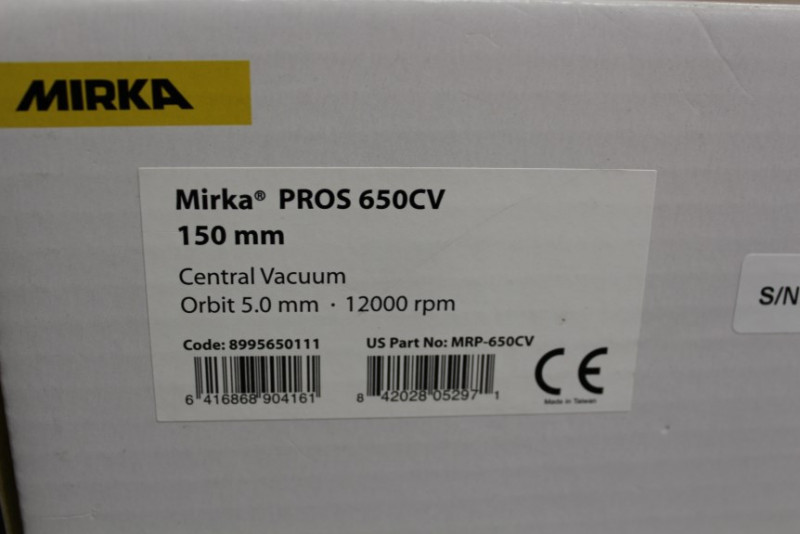 MIRKA
Mirka® PROS 650CV
150 mm
Central Vacuum
Orbit 5.0 mm · 12000 rpm
Code: 8995650111
US Part No: MRP-650CV
6 416868 904161
8 42028 05297 1
CE
Made in Taiwan
S/N